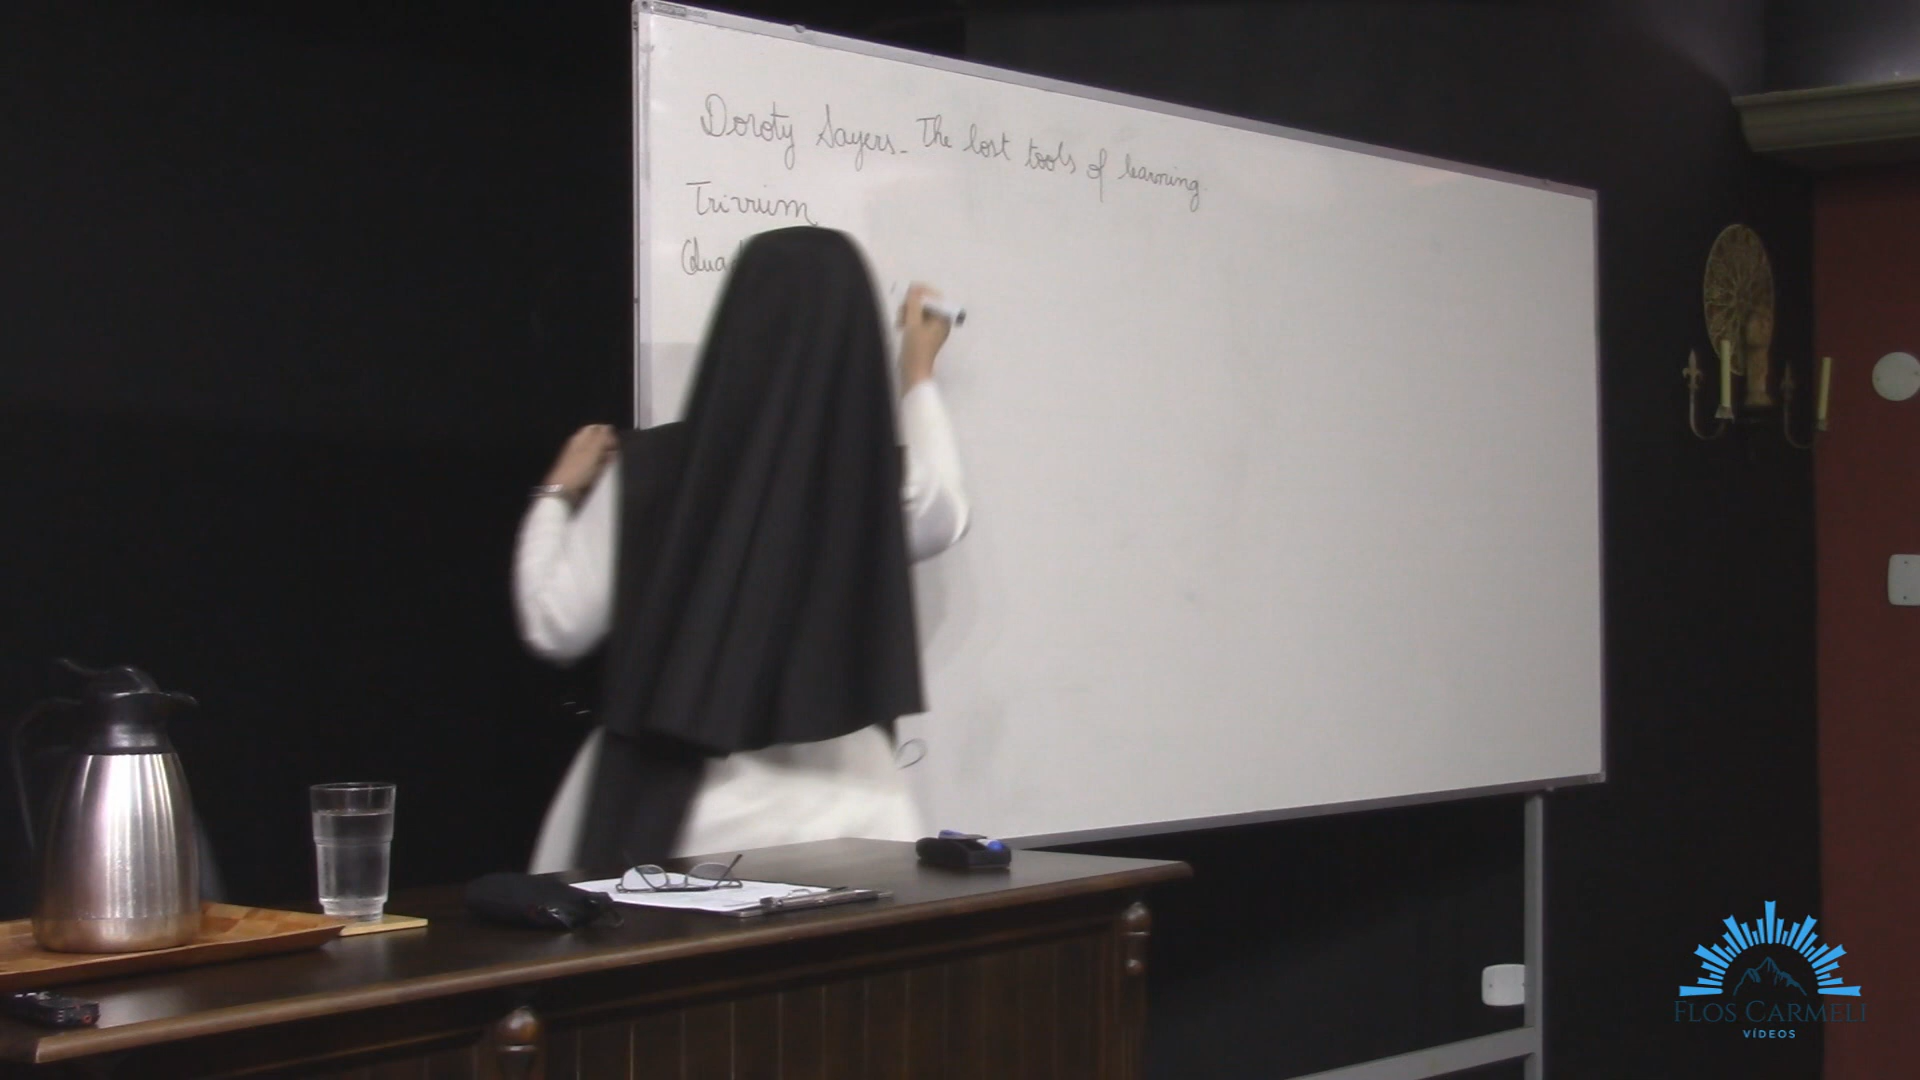 Doroty Sayers - The lost tools of learning.
Trivium
FLOS CARMELI
VÍDEOS